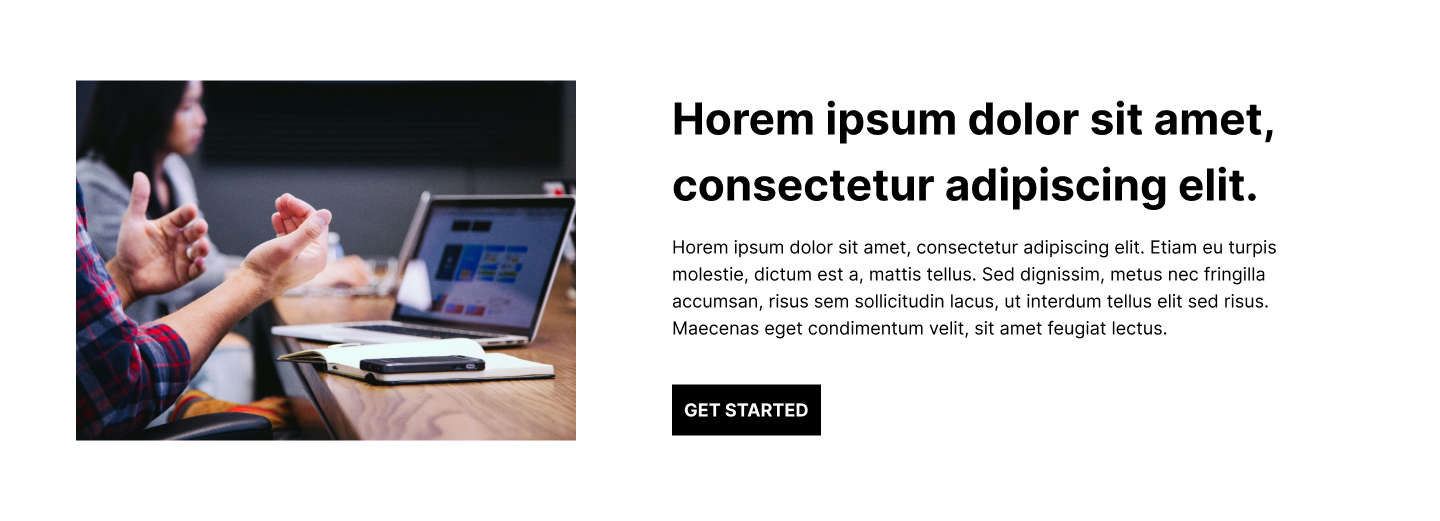 Horem ipsum dolor sit amet,
consectetur adipiscing elit.
Horem ipsum dolor sit amet, consectetur adipiscing elit. Etiam eu turpis
molestie, dictum est a, mattis tellus. Sed dignissim, metus nec fringilla
accumsan, risus sem sollicitudin lacus, ut interdum tellus elit sed risus.
Maecenas eget condimentum velit, sit amet feugiat lectus.
GET STARTED